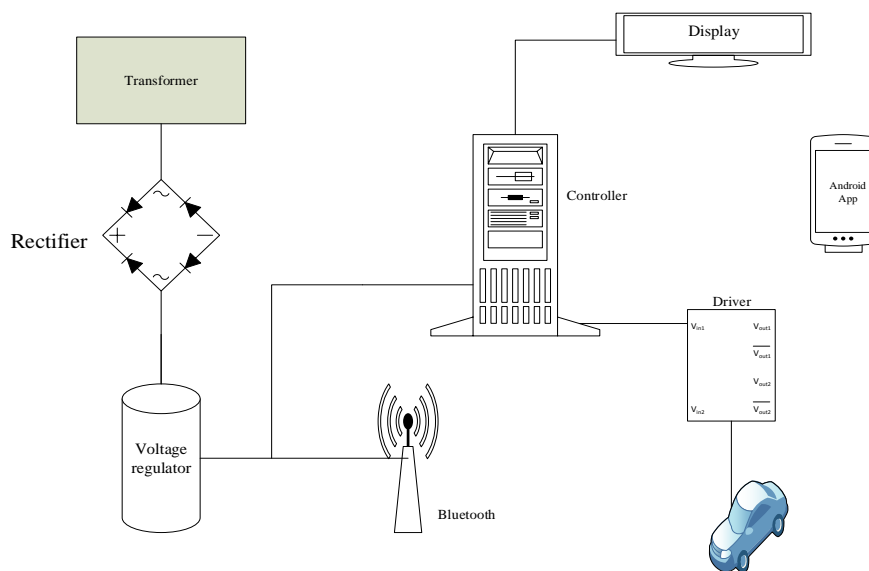 Display
Transformer
Controller
Android
App
Rectifier
Driver
Vin1
Vout1
Vout1
Vout2
Vin2
Vout2
Voltage
regulator
Bluetooth